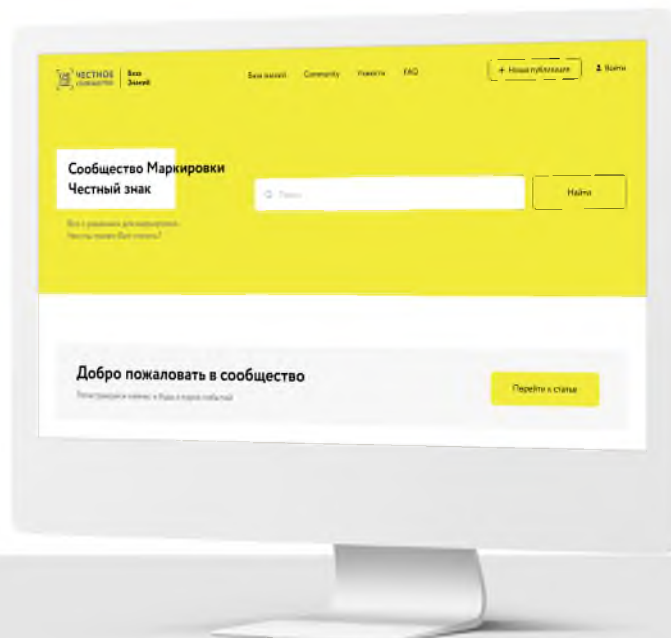 ЧЕСТНОЕ
СООБЩЕСТВО
База
Знаний
База знаний
Community
Новости
FAQ
+ Новая публикация
Войти
Сообщество Маркировки
Честный знак
Поиск
Найти
Добро пожаловать в сообщество
Перейти к статье